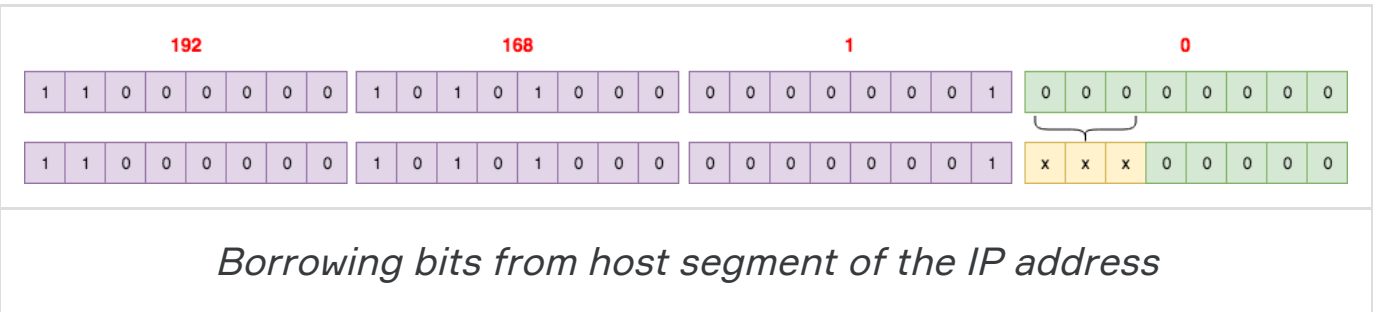 192 168 1 0
1 1 0 0 0 0 0 0 1 0 1 0 1 0 0 0 0 0 0 0 0 0 0 1 0 0 0 0 0 0 0 0
1 1 0 0 0 0 0 0 1 0 1 0 1 0 0 0 0 0 0 0 0 0 0 1 x x x 0 0 0 0 0
Borrowing bits from host segment of the IP address